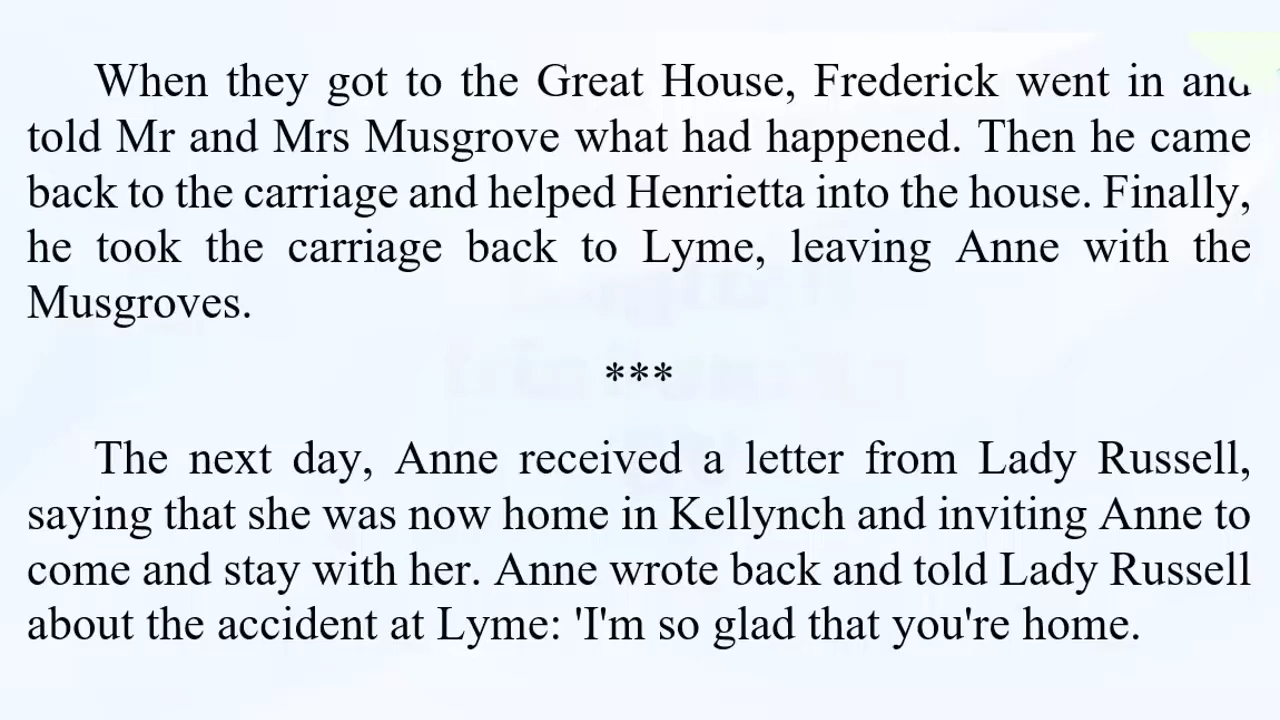 When they got to the Great House, Frederick went in and
told Mr and Mrs Musgrove what had happened. Then he came
back to the carriage and helped Henrietta into the house. Finally,
he took the carriage back to Lyme, leaving Anne with the
Musgroves.
***
The next day, Anne received a letter from Lady Russell,
saying that she was now home in Kellynch and inviting Anne to
come and stay with her. Anne wrote back and told Lady Russell
about the accident at Lyme: 'I'm so glad that you're home.